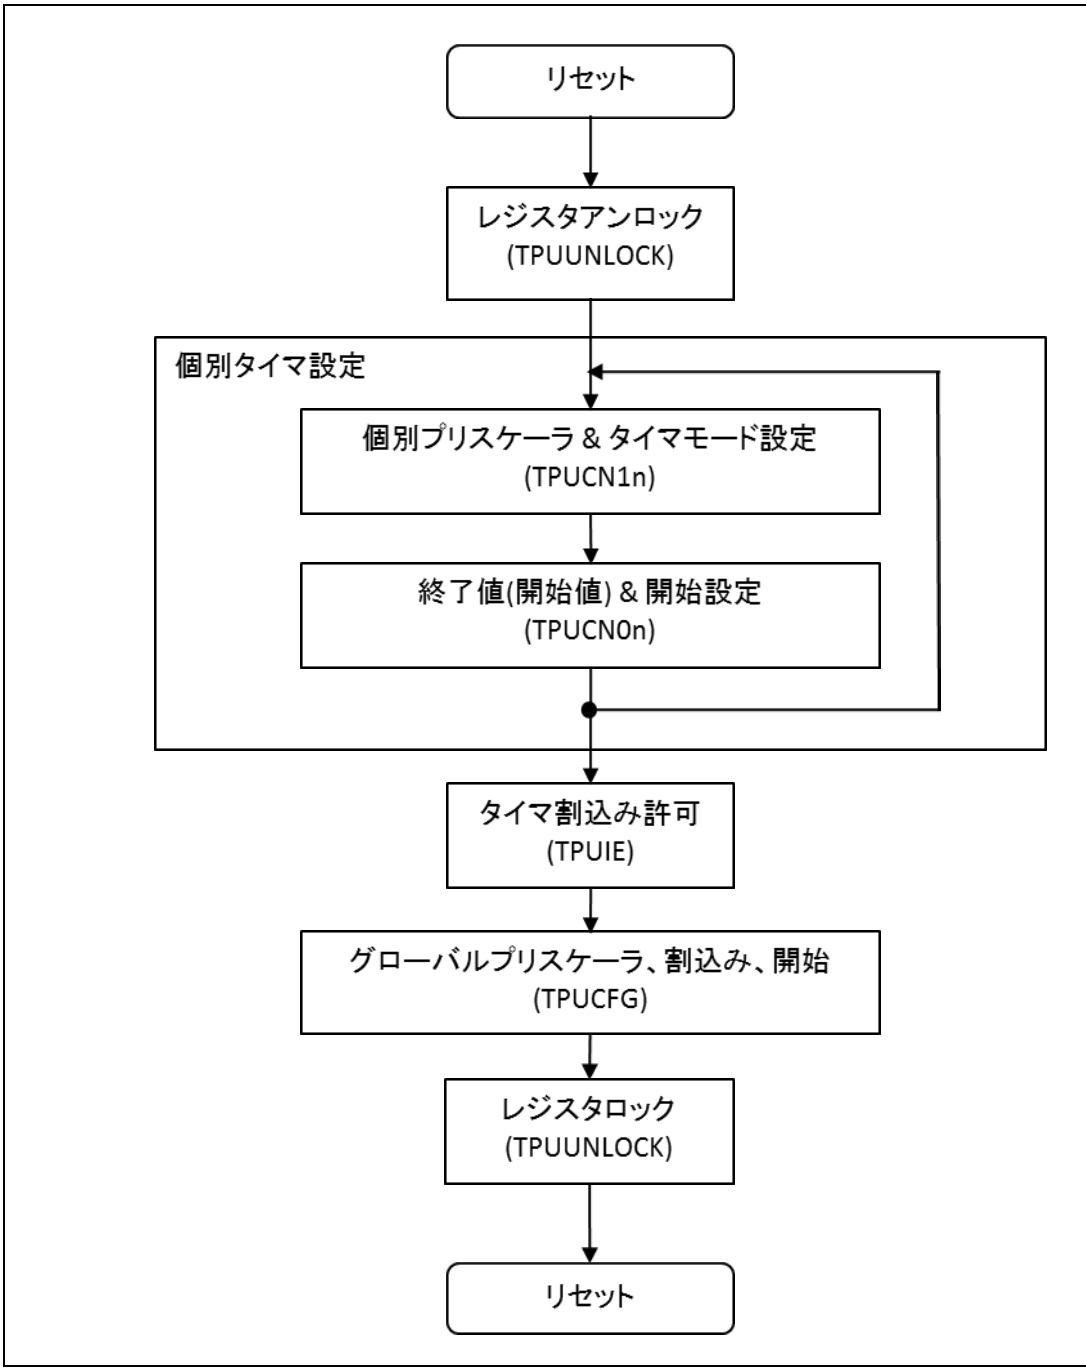 リセット
レジスタアンロック
(TPUUNLOCK)
個別タイマ設定
個別プリスケーラ & タイマモード設定
(TPUCN1n)
終了値(開始値) & 開始設定
(TPUCN0n)
タイマ割込み許可
(TPUIE)
グローバルプリスケーラ、割込み、開始
(TPUCFG)
レジスタロック
(TPUUNLOCK)
リセット